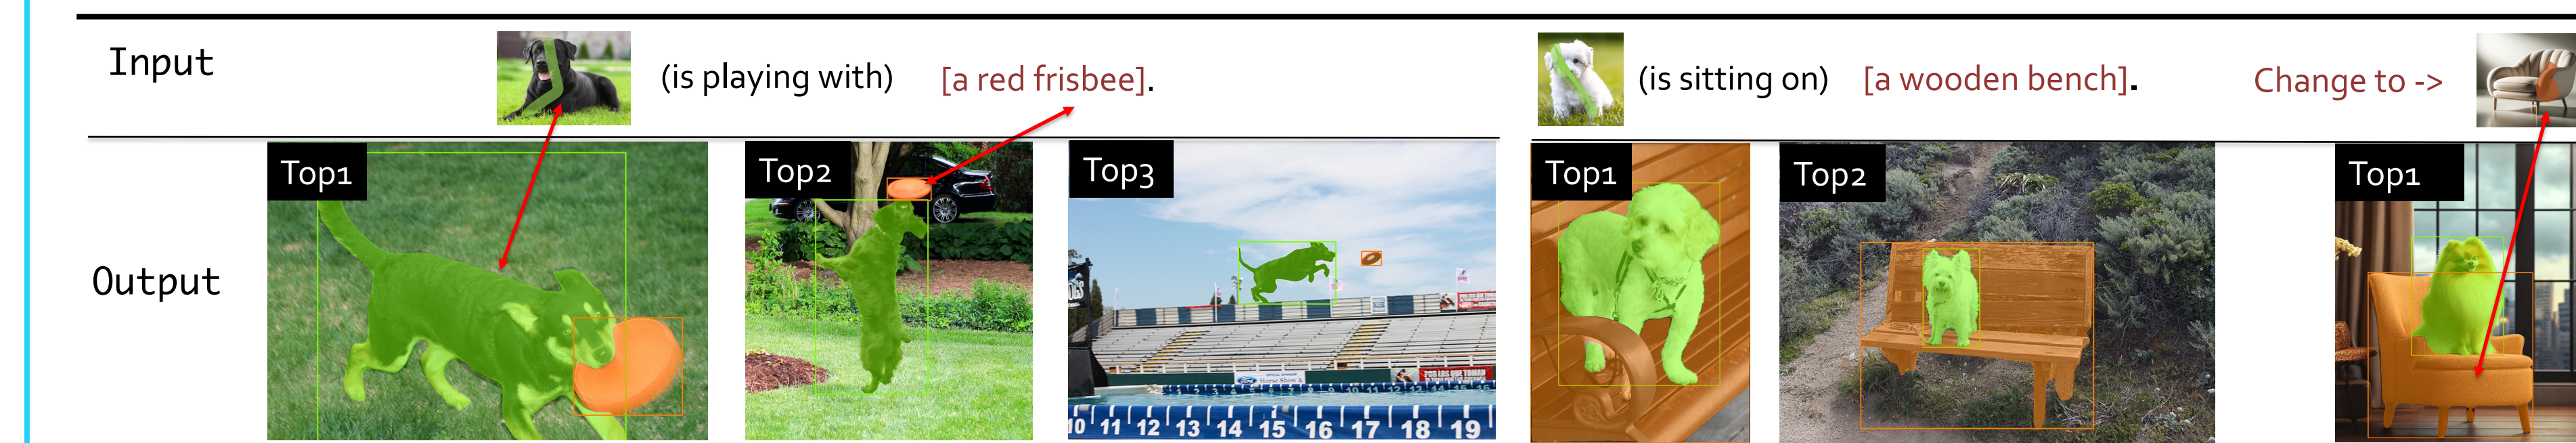 Input
(is playing with) [a red frisbee].
(is sitting on) [a wooden bench].
Change to ->
Output
Top1
Top2
Top3
Top1
Top2
Top1
10 11 12 13 14 15 16 17 18 19